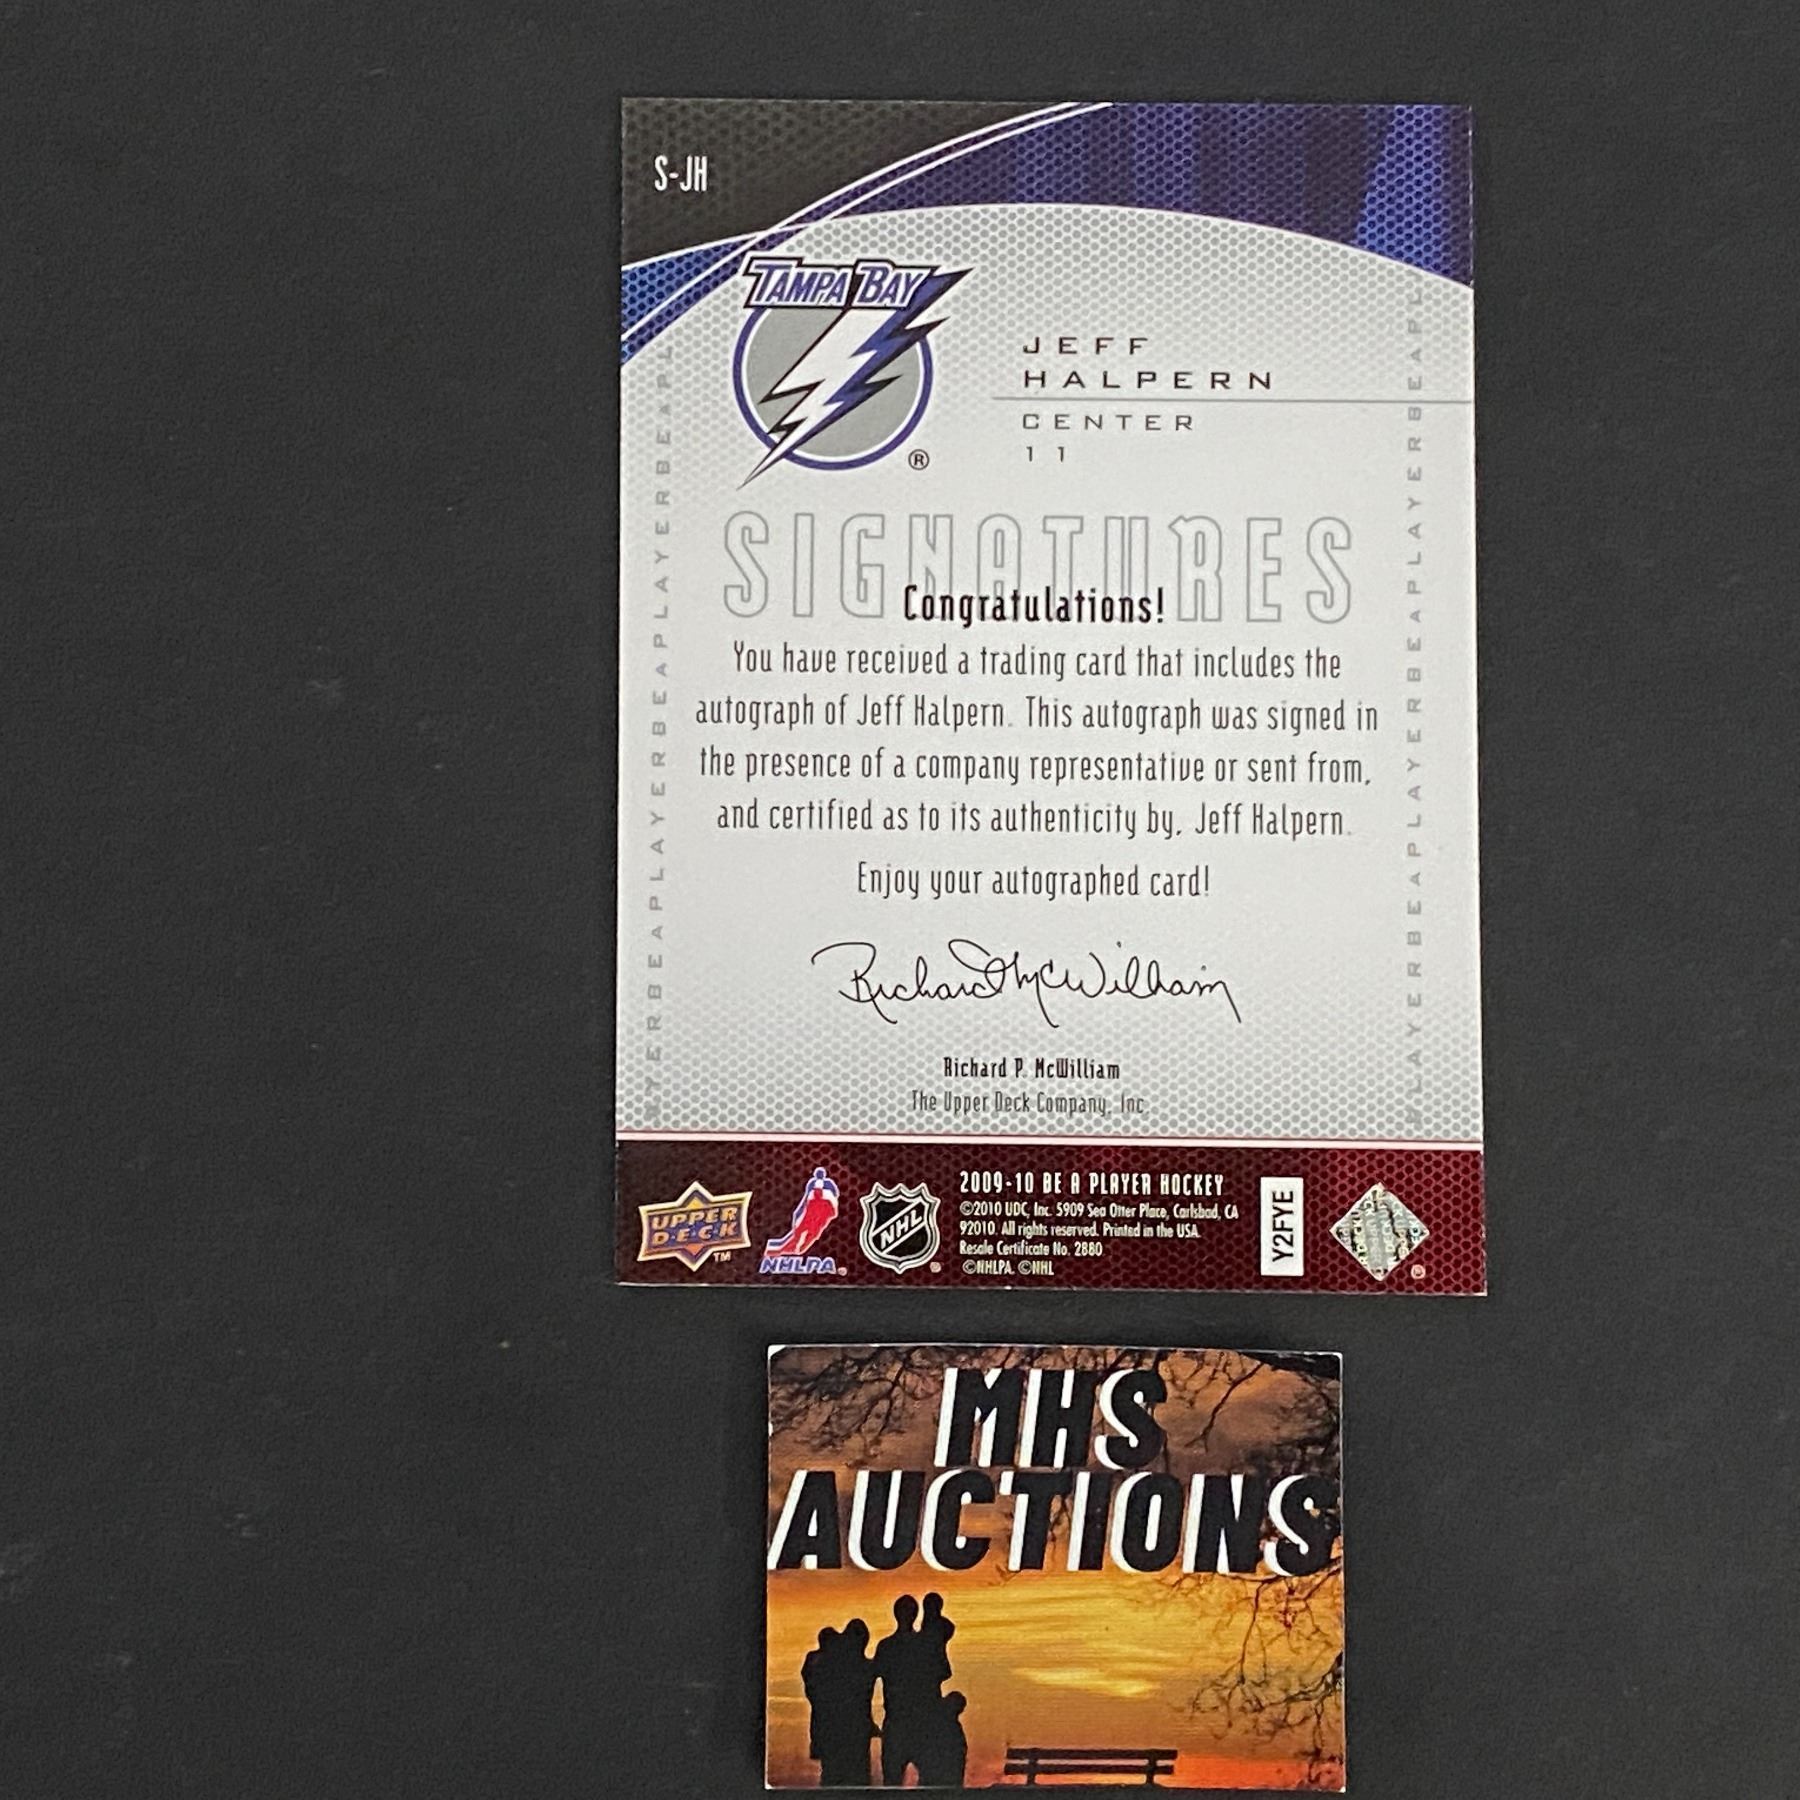 S-JH
TAMPA BAY
®
JEFF
HALPERN
CENTER
11
SIGNATURES
Congratulations!
You have received a trading card that includes the
autograph of Jeff Halpern. This autograph was signed in
the presence of a company representative or sent from,
and certified as to its authenticity by, Jeff Halpern.
Enjoy your autographed card!
Richard McWilliam
Richard P. McWilliam
The Upper Deck Company, Inc.
UPPER
DECK
TM
NHLPA
NHL
2009-10 BE A PLAYER HOCKEY
©2010 UDC, Inc. 5909 Sea Otter Place, Carlsbad, CA
92010. All rights reserved. Printed in the USA.
Resale Certificate No. 2880
©NHLPA. ©NHL
Y2FYE
MHS
AUCTIONS